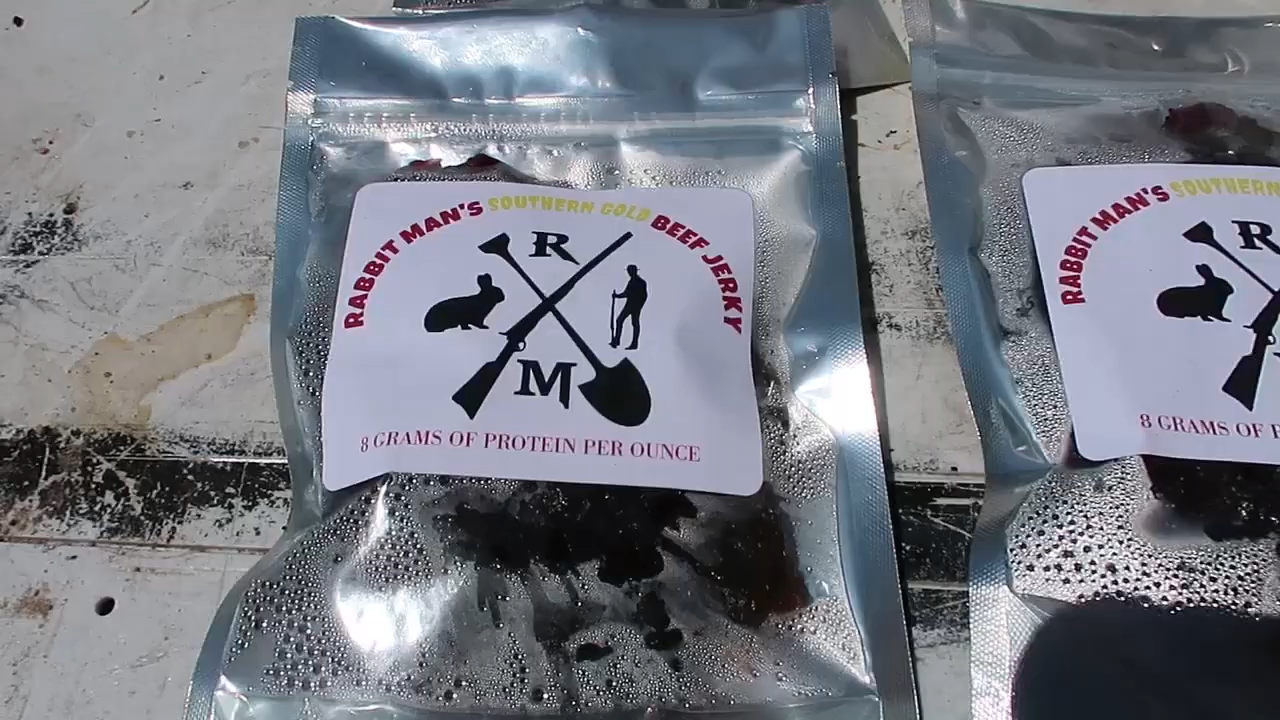 RABBIT MAN'S SOUTHERN GOLD BEEF JERKY
R
M
8 GRAMS OF PROTEIN PER OUNCE
RABBIT MAN'S SOUTHERN
R
8 GRAMS OF